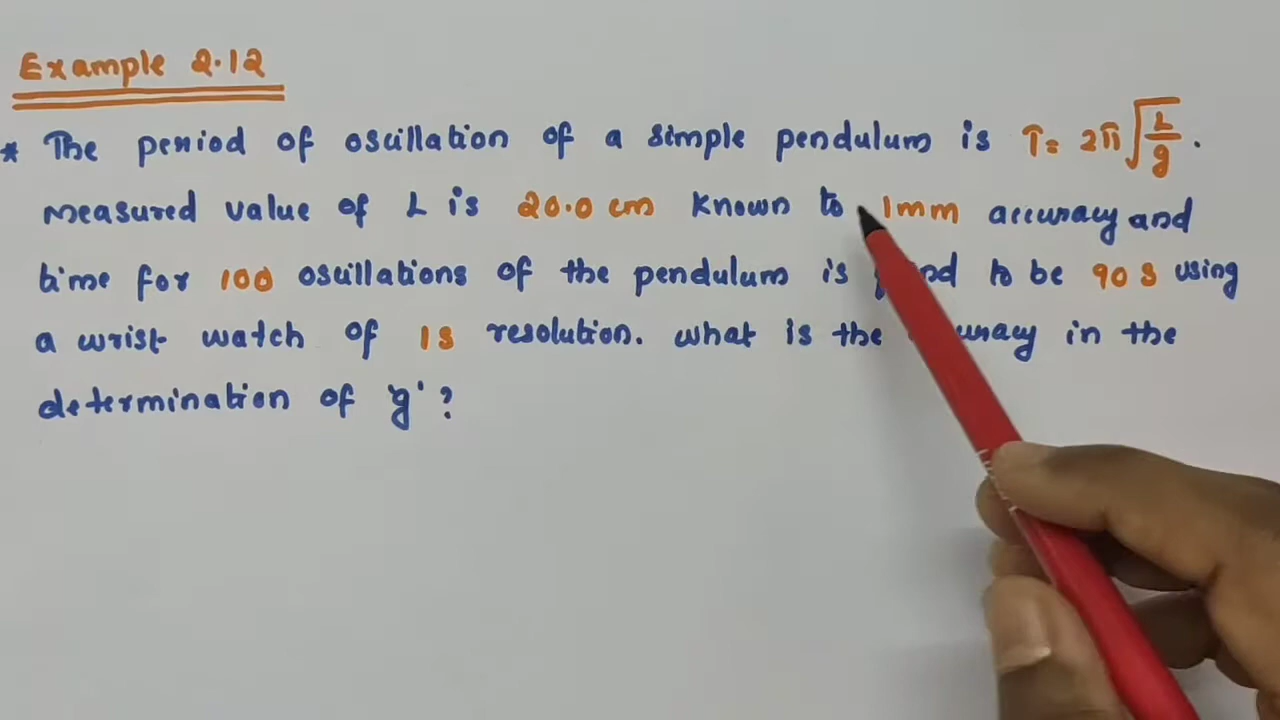 Example 2.12
* The period of oscillation of a simple pendulum is T = 2π√L/g.
measured value of L is 20.0 cm known to 1mm accuracy and
time for 100 oscillations of the pendulum is to be 90 s using
a wrist watch of 1s resolution. what is the in the
determination of 'g'?